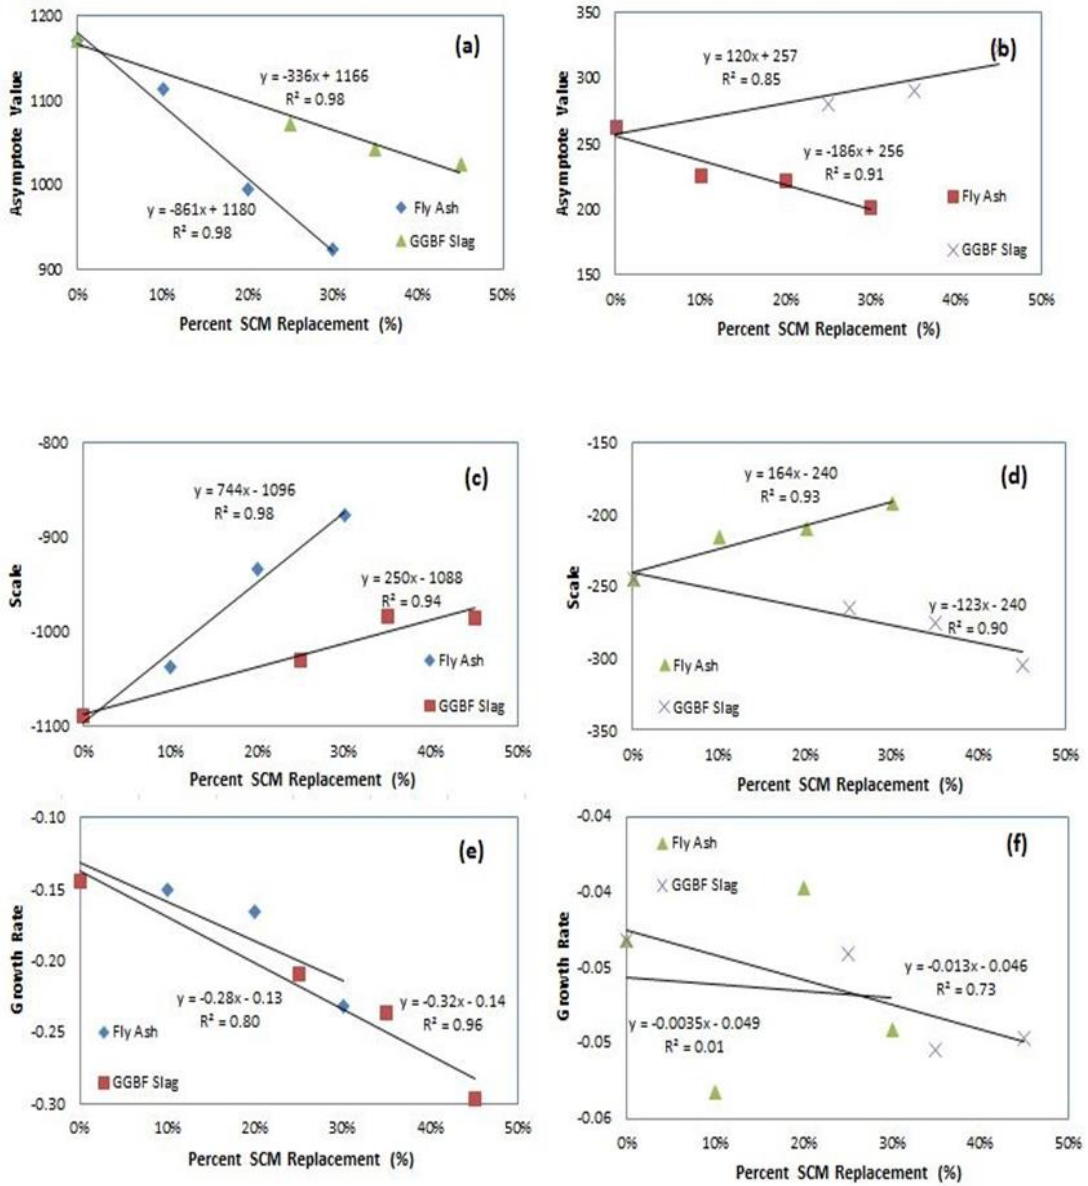 (a)
1200
1100
1000
900
Asymptote Value
y = -336x + 1166
R² = 0.98
y = -861x + 1180
R² = 0.98
Fly Ash
GGBF Slag
0% 10% 20% 30% 40% 50%
Percent SCM Replacement (%)
(b)
350
300
250
200
150
Asymptote Value
y = 120x + 257
R² = 0.85
y = -186x + 256
R² = 0.91
Fly Ash
GGBF Slag
0% 10% 20% 30% 40% 50%
Percent SCM Replacement (%)
(c)
-800
-900
-1000
-1100
Scale
y = 744x - 1096
R² = 0.98
y = 250x - 1088
R² = 0.94
Fly Ash
GGBF Slag
0% 10% 20% 30% 40% 50%
Percent SCM Replacement (%)
(d)
-150
-200
-250
-300
-350
Scale
y = 164x - 240
R² = 0.93
y = -123x - 240
R² = 0.90
Fly Ash
GGBF Slag
0% 10% 20% 30% 40% 50%
Percent SCM Replacement (%)
(e)
-0.10
-0.15
-0.20
-0.25
-0.30
Growth Rate
y = -0.28x - 0.13
R² = 0.80
y = -0.32x - 0.14
R² = 0.96
Fly Ash
GGBF Slag
0% 10% 20% 30% 40% 50%
Percent SCM Replacement (%)
(f)
-0.04
-0.04
-0.05
-0.05
-0.06
Growth Rate
Fly Ash
GGBF Slag
y = -0.013x - 0.046
R² = 0.73
y = -0.0035x - 0.049
R² = 0.01
0% 10% 20% 30% 40% 50%
Percent SCM Replacement (%)